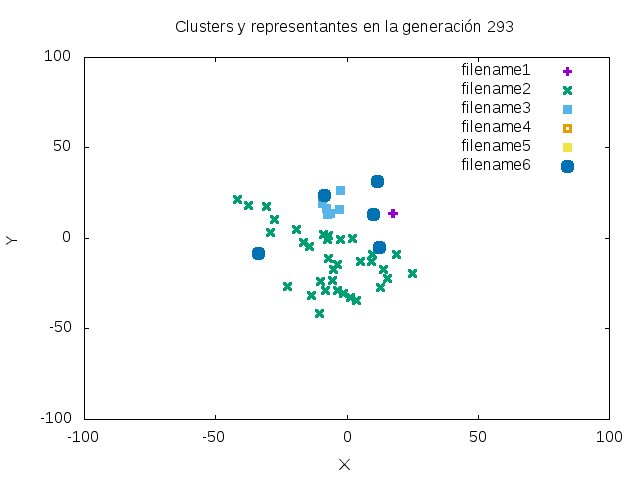 Clusters y representantes en la generación 293
100
50
0
-50
-100
-100
-50
0
50
100
Y
X
filename1
filename2
filename3
filename4
filename5
filename6